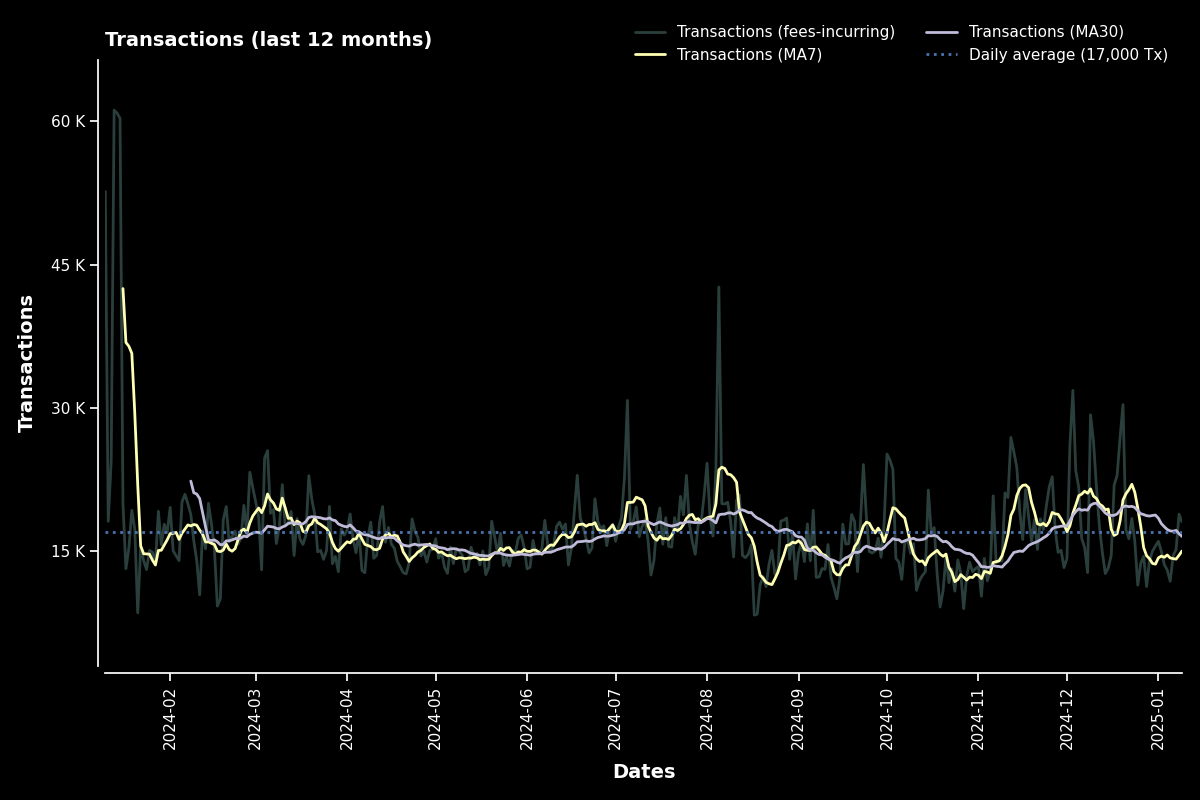 Transactions (last 12 months)
Transactions (fees-incurring)
Transactions (MA7)
Transactions (MA30)
Daily average (17,000 Tx)
Transactions
60 K
45 K
30 K
15 K
2024-02
2024-03
2024-04
2024-05
2024-06
2024-07
2024-08
2024-09
2024-10
2024-11
2024-12
2025-01
Dates